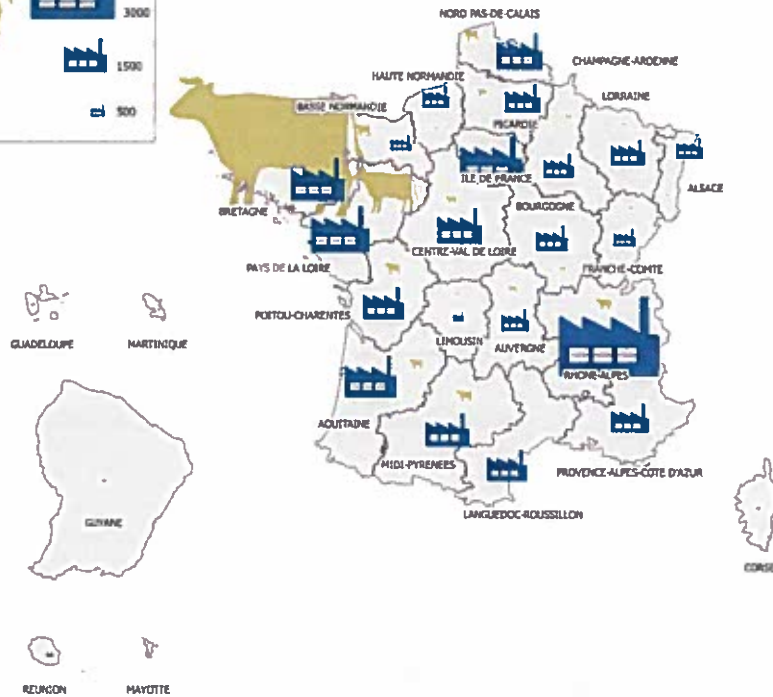 3000
1500
500
NORD PAS-DE-CALAIS
CHAMPAGNE-ARDENNE
HAUTE NORMANDIE
LORRAINE
BASSE NORMANDIE
PICARDIE
ILE DE FRANCE
ALSACE
BRETAGNE
BOURGOGNE
CENTRE-VAL DE LOIRE
PAYS DE LA LOIRE
FRANCHE-COMTE
POITOU-CHARENTES
GUADELOUPE
MARTINIQUE
LIMOUSIN
AUVERGNE
RHONE-ALPES
AQUITAINE
MIDI-PYRENEES
PROVENCE-ALPES-COTE D'AZUR
LANGUEDOC-ROUSSILLON
GUYANE
CORSE
REUNION
MAYOTTE